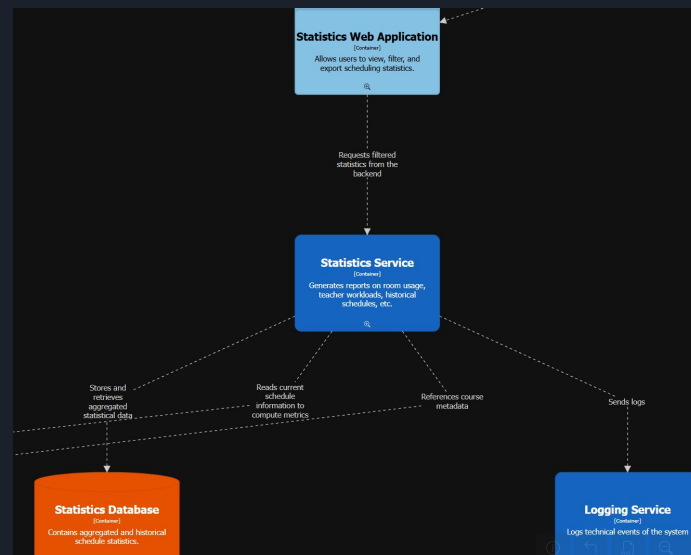 Statistics Web Application
[Container]
Allows users to view, filter, and
export scheduling statistics.
Requests filtered
statistics from the
backend
Statistics Service
[Container]
Generates reports on room usage,
teacher workloads, historical
schedules, etc.
Stores and
retrieves
aggregated
statistical data
Reads current
schedule
information to
compute metrics
References course
metadata
Sends logs
Statistics Database
[Container]
Contains aggregated and historical
schedule statistics.
Logging Service
[Container]
Logs technical events of the system